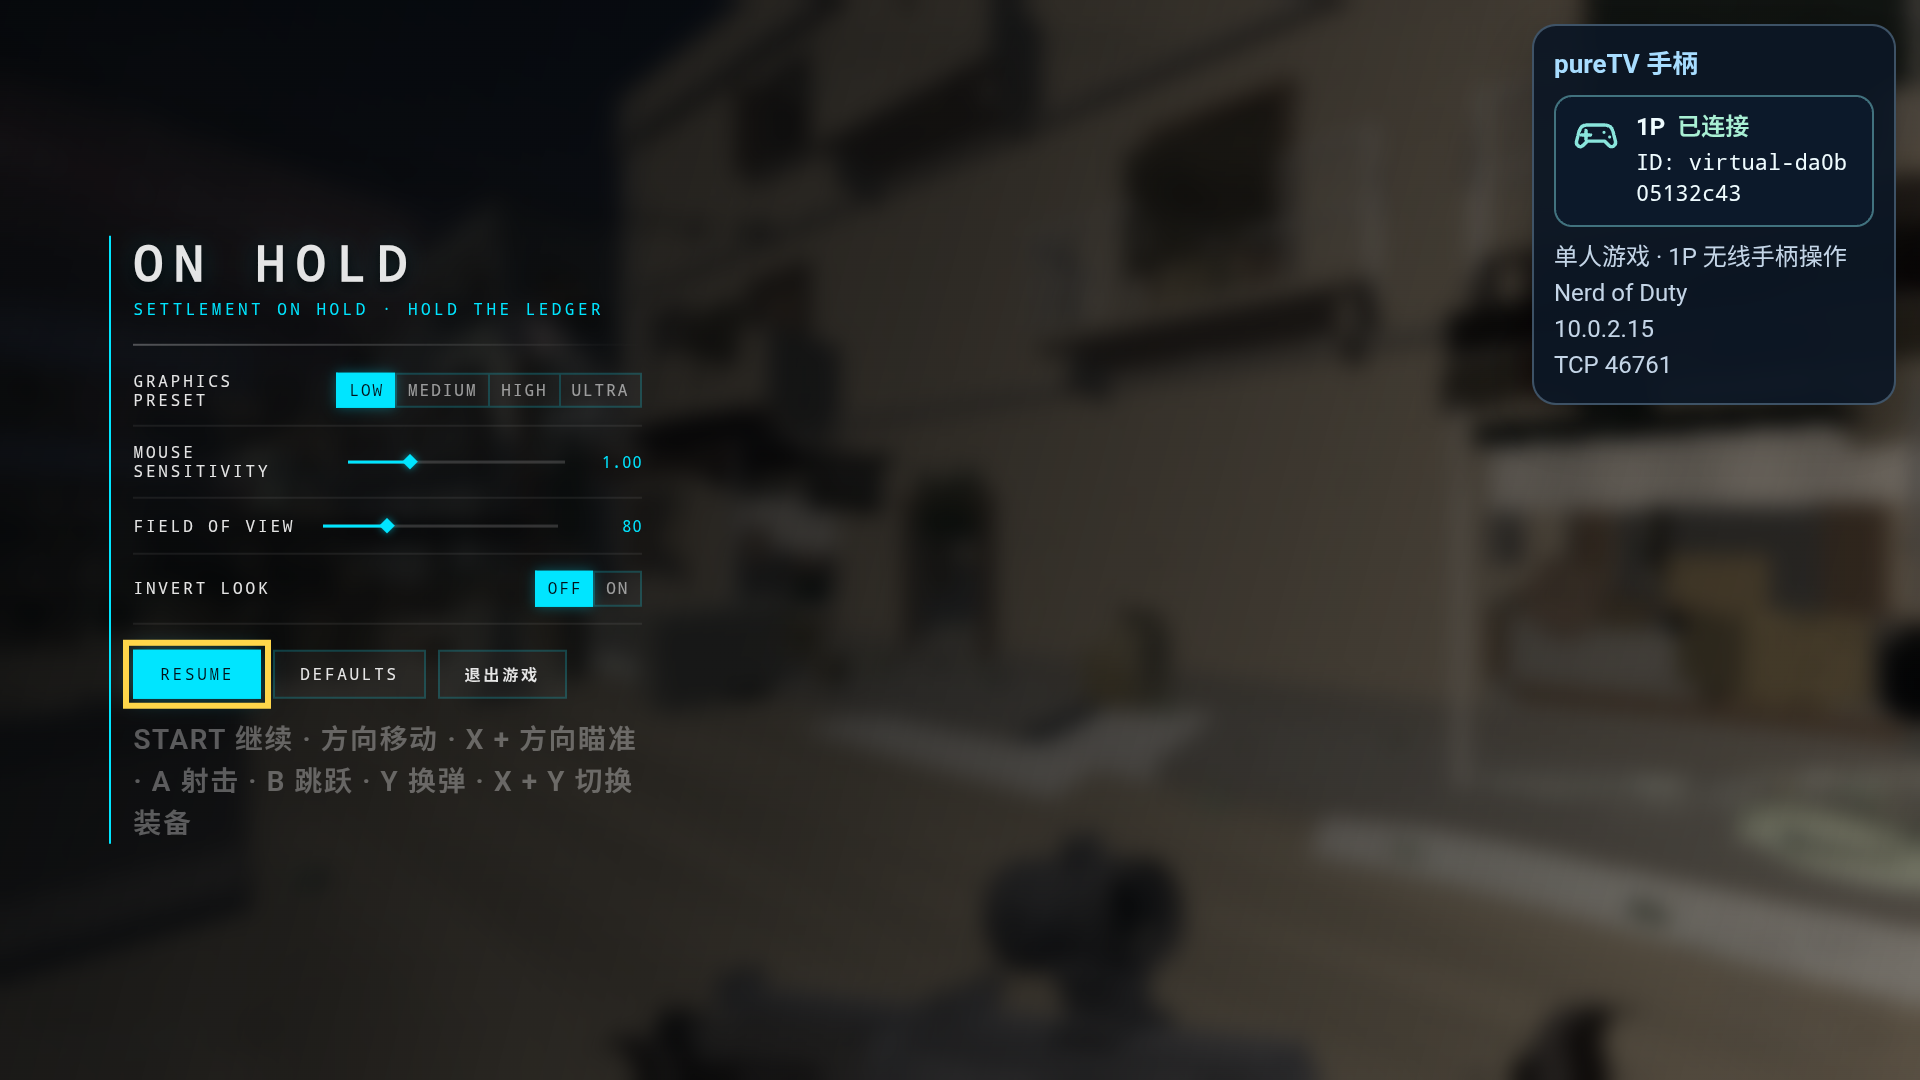 ON HOLD
SETTLEMENT ON HOLD · HOLD THE LEDGER
GRAPHICS
PRESET
LOW MEDIUM HIGH ULTRA
MOUSE
SENSITIVITY
1.00
FIELD OF VIEW
80
INVERT LOOK
OFF ON
RESUME DEFAULTS 退出游戏
START 继续 · 方向移动 · X + 方向瞄准
· A 射击 · B 跳跃 · Y 换弹 · X + Y 切换
装备
pureTV 手柄
1P 已连接
ID: virtual-da0b
05132c43
单人游戏 · 1P 无线手柄操作
Nerd of Duty
10.0.2.15
TCP 46761